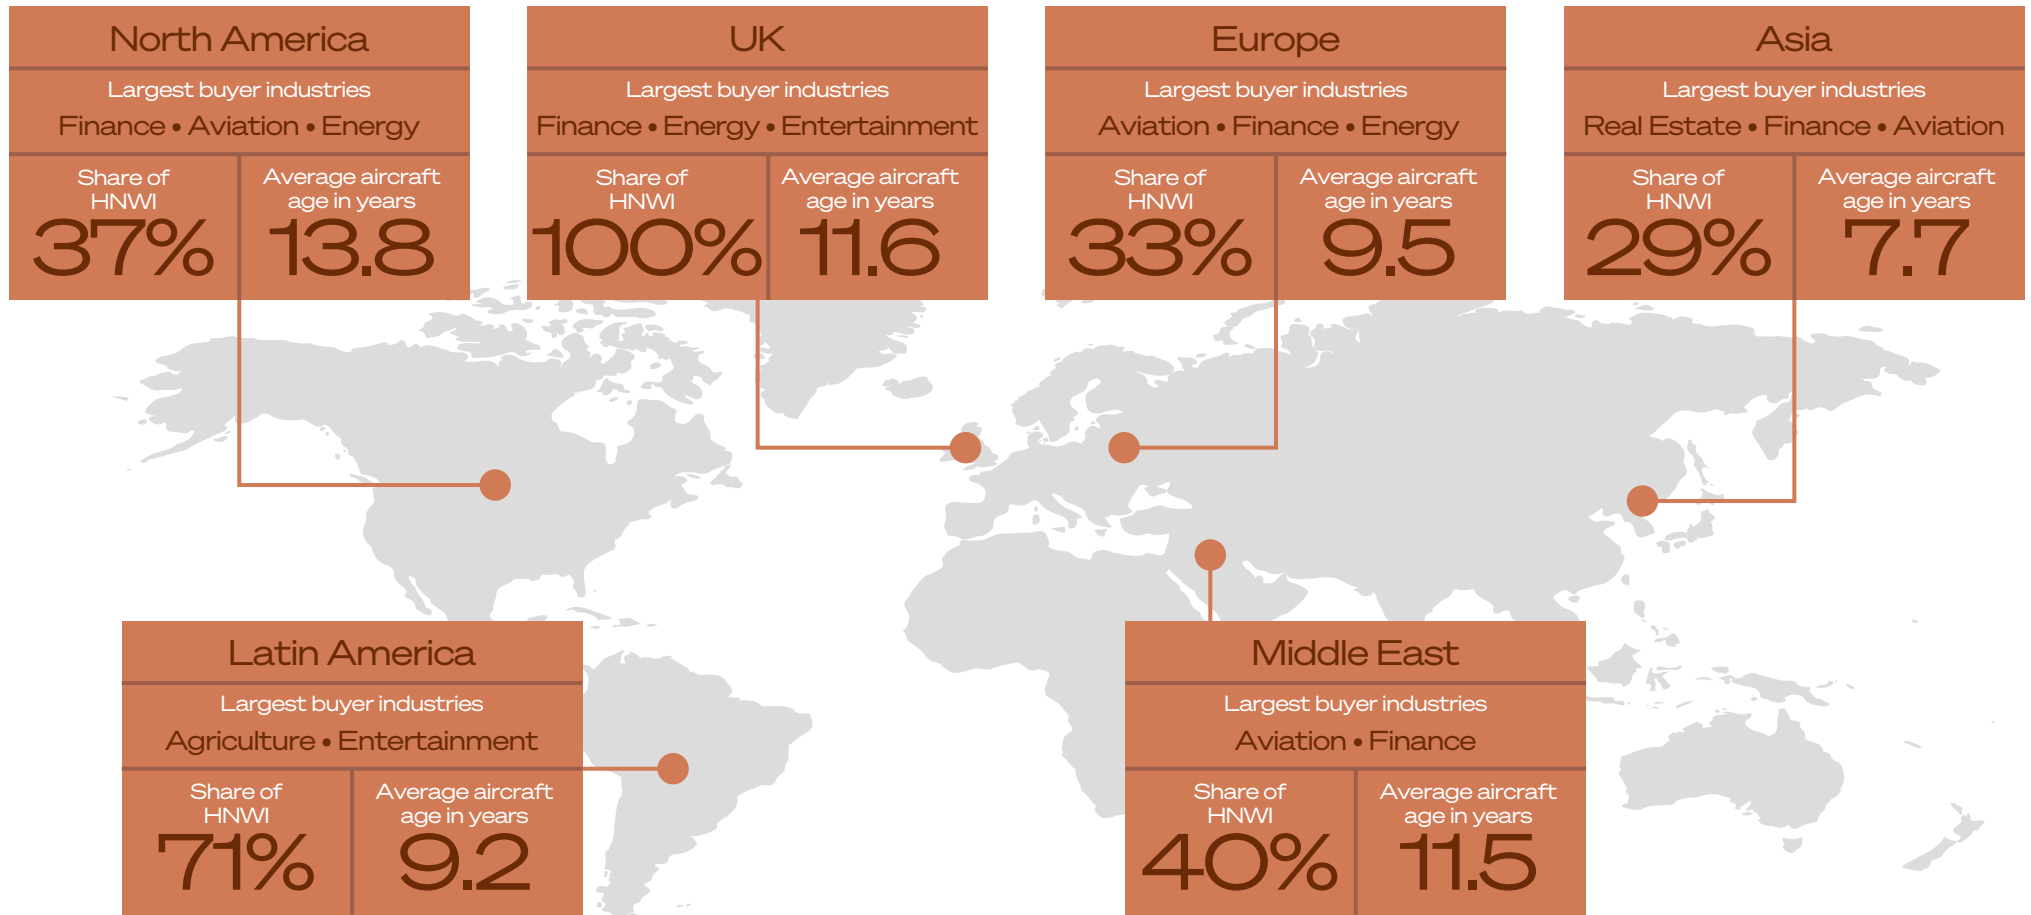 North America
Largest buyer industries
Finance • Aviation • Energy
Share of
HNWI
37%
Average aircraft
age in years
13.8
UK
Largest buyer industries
Finance • Energy • Entertainment
Share of
HNWI
100%
Average aircraft
age in years
11.6
Europe
Largest buyer industries
Aviation • Finance • Energy
Share of
HNWI
33%
Average aircraft
age in years
9.5
Asia
Largest buyer industries
Real Estate • Finance • Aviation
Share of
HNWI
29%
Average aircraft
age in years
7.7
Latin America
Largest buyer industries
Agriculture • Entertainment
Share of
HNWI
71%
Average aircraft
age in years
9.2
Middle East
Largest buyer industries
Aviation • Finance
Share of
HNWI
40%
Average aircraft
age in years
11.5